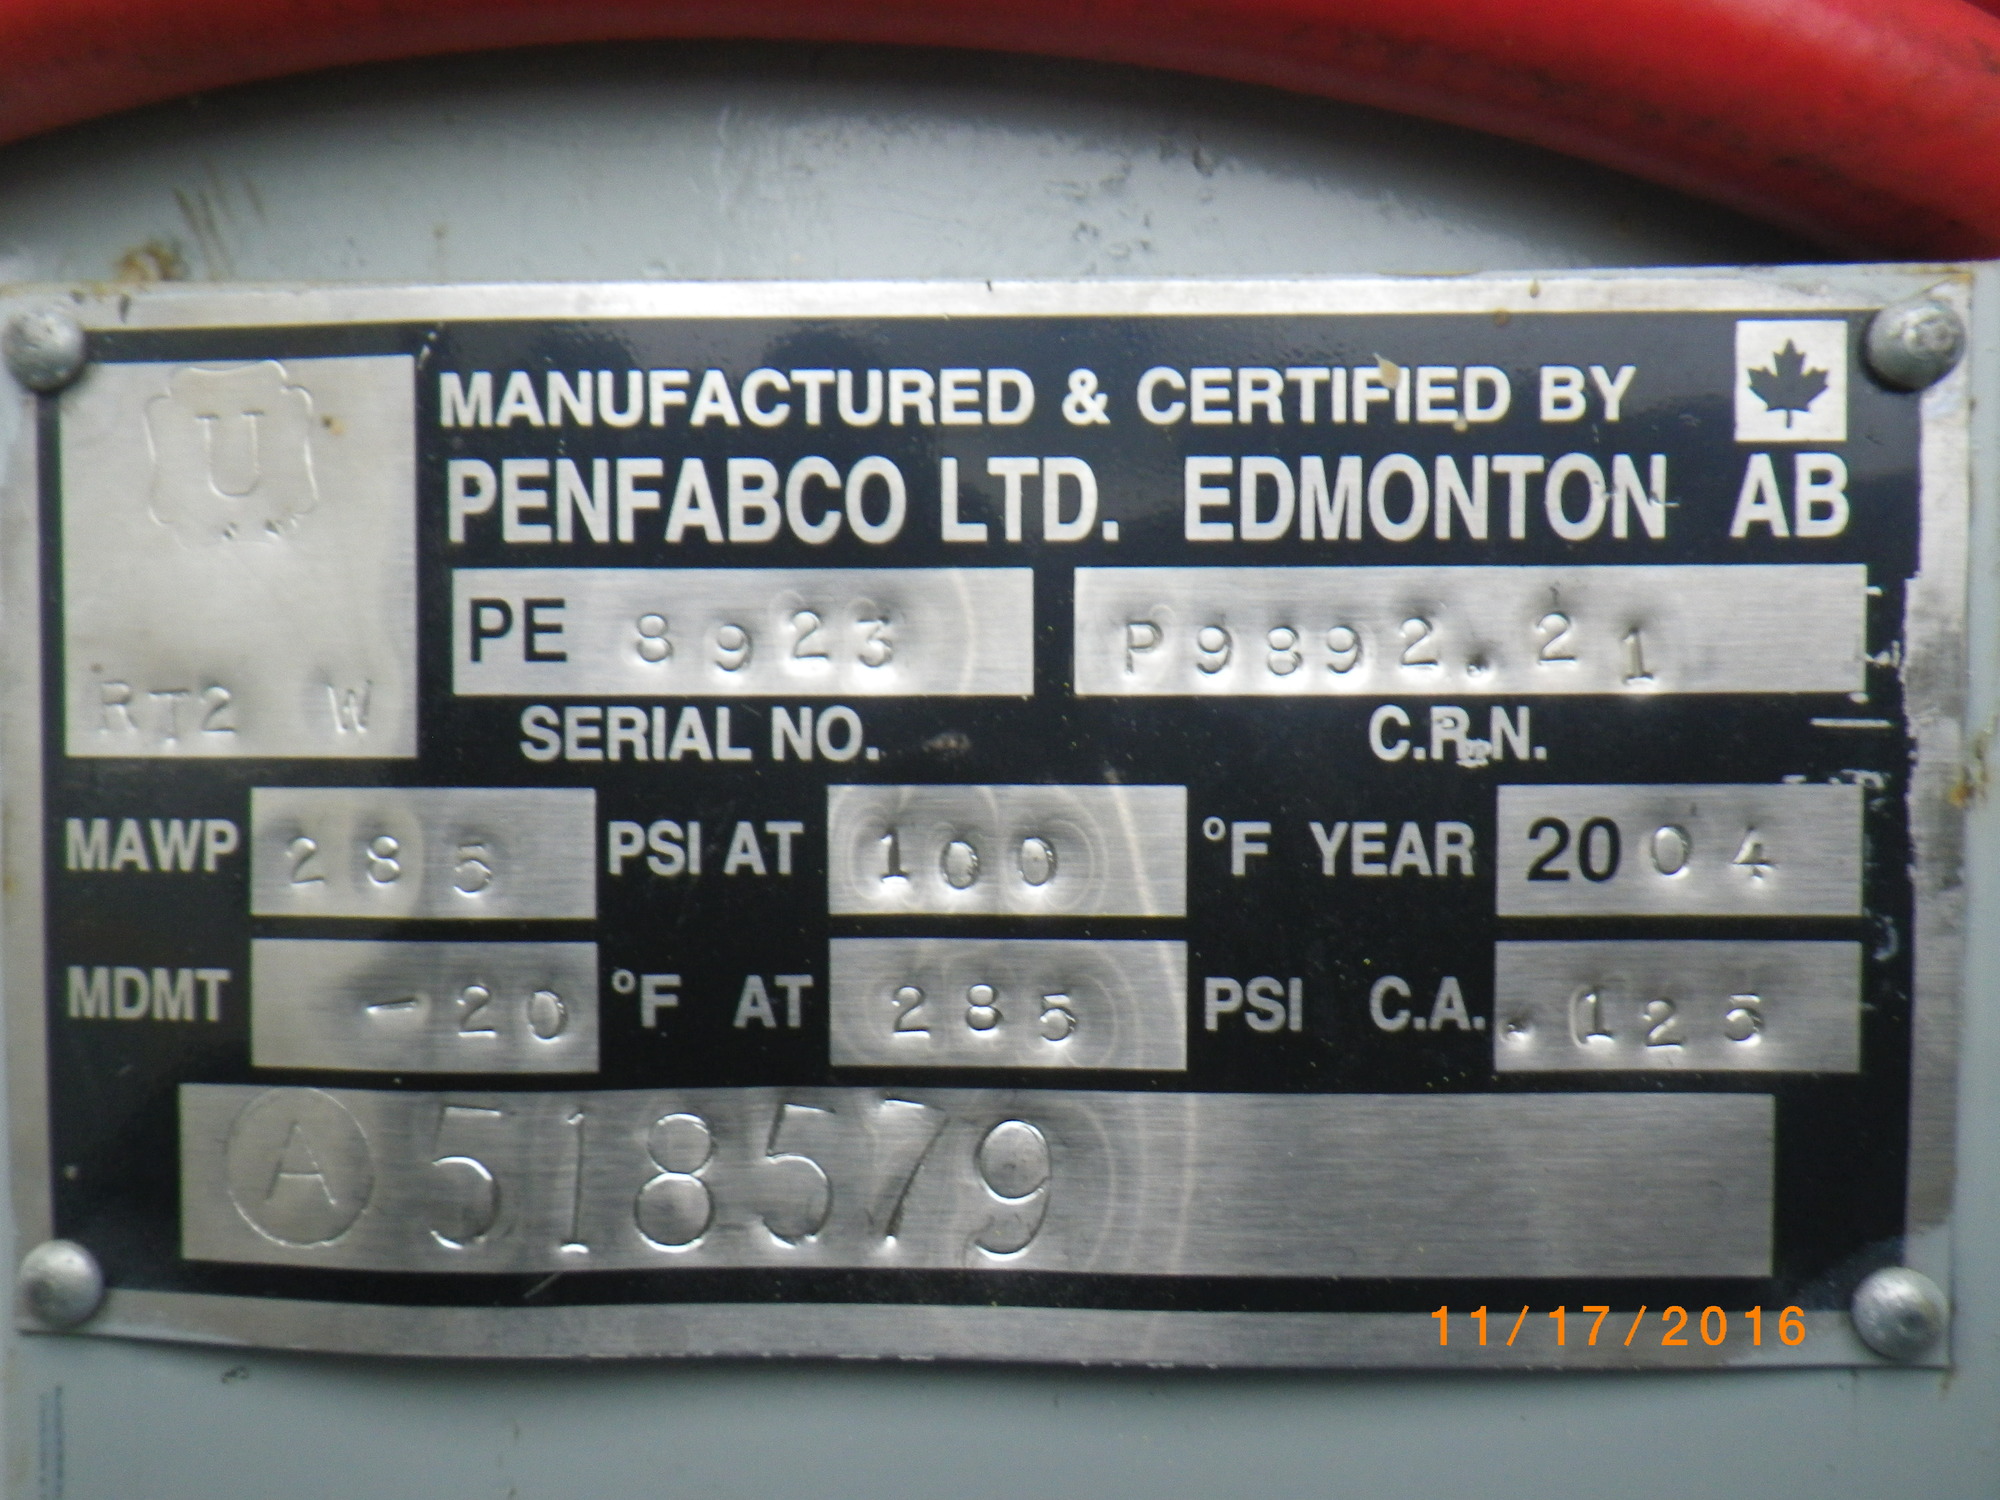 U
RT2 W
MANUFACTURED & CERTIFIED BY
PENFABCO LTD. EDMONTON AB
PE 8923 P9892.21
SERIAL NO. C.R.N.
MAWP 285 PSI AT 100 °F YEAR 2004
MDMT -20 °F AT 285 PSI C.A. .125
A 518579
11/17/2016